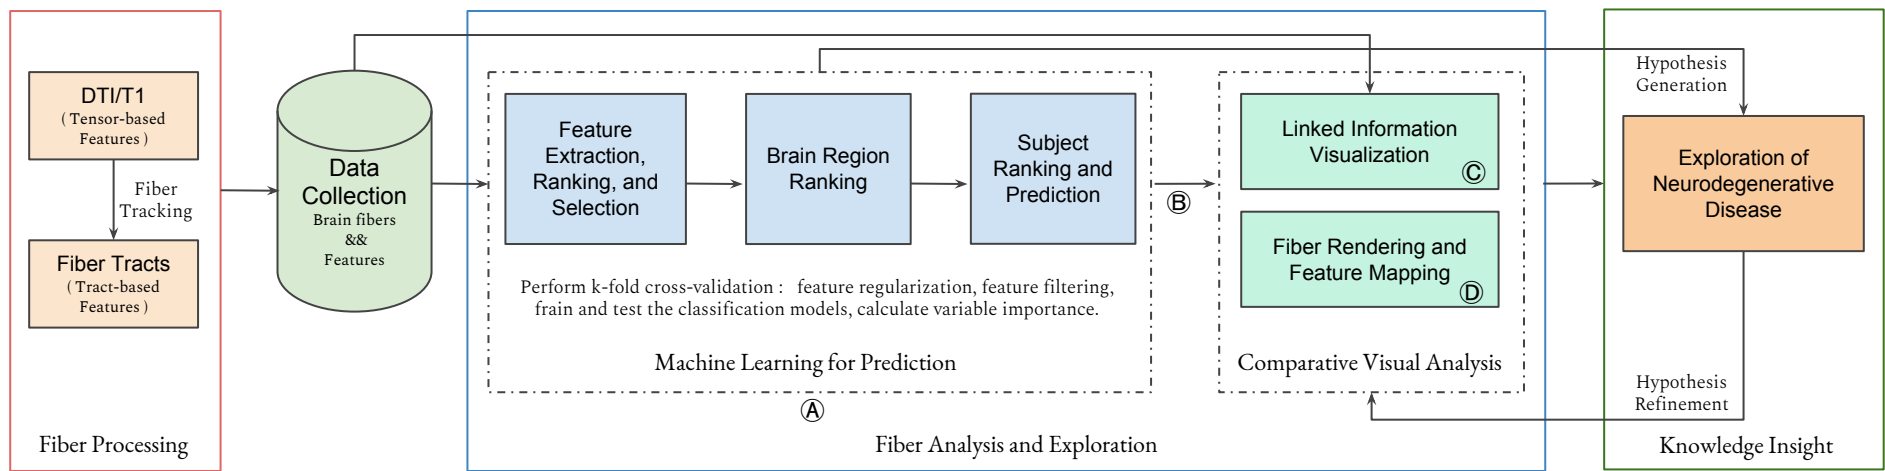 DTI/T1
( Tensor-based
Features )
Fiber
Tracking
Fiber Tracts
( Tract-based
Features )
Fiber Processing
Data
Collection
Brain fibers
&&
Features
Feature
Extraction,
Ranking, and
Selection
Brain Region
Ranking
Subject
Ranking and
Prediction
Perform k-fold cross-validation : feature regularization, feature filtering,
frain and test the classification models, calculate variable importance.
Machine Learning for Prediction
A
B
Linked Information
Visualization
C
Fiber Rendering and
Feature Mapping
D
Comparative Visual Analysis
Fiber Analysis and Exploration
Hypothesis
Generation
Exploration of
Neurodegenerative
Disease
Hypothesis
Refinement
Knowledge Insight